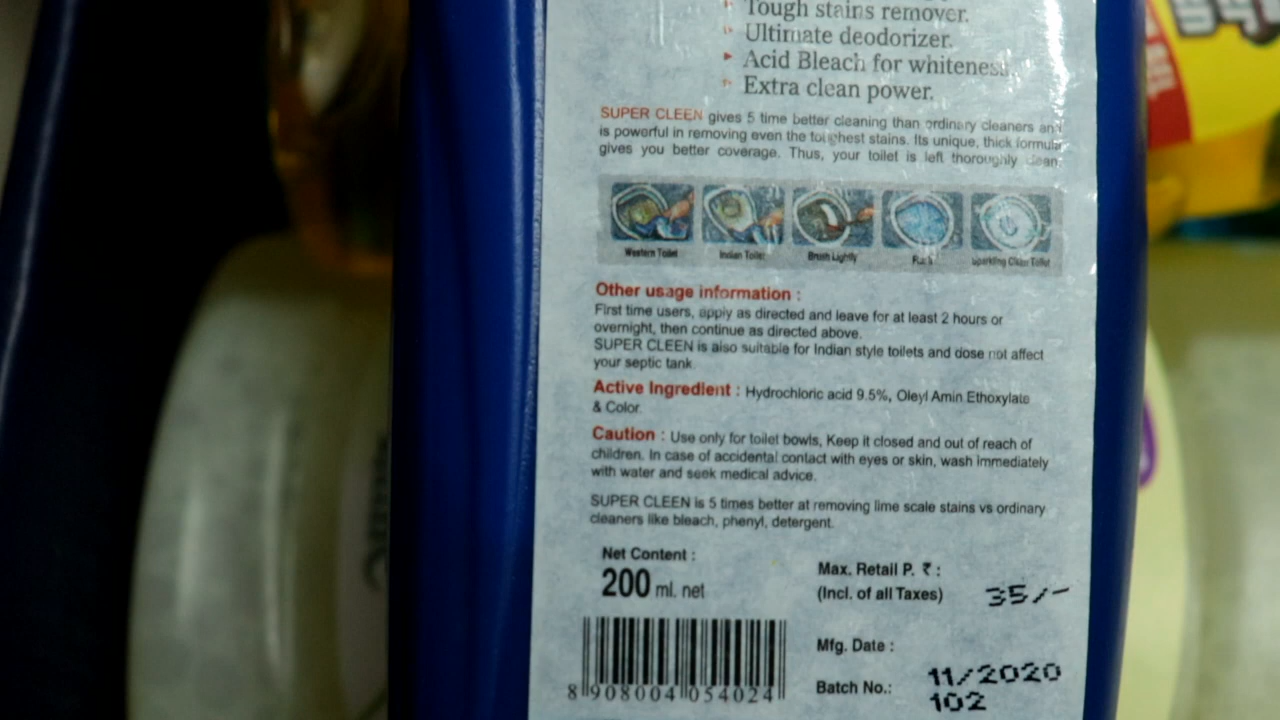 Tough stains remover.
Ultimate deodorizer.
Acid Bleach for whiteness.
Extra clean power.
SUPER CLEEN gives 5 time better cleaning than ordinary cleaners and
is powerful in removing even the toughest stains. Its unique, thick formula
gives you better coverage. Thus, your toilet is left thoroughly clean.
Western Toilet Indian Toilet Brush Lightly Flush Sparkling Clean Toilet
Other usage information :
First time users, apply as directed and leave for at least 2 hours or
overnight, then continue as directed above.
SUPER CLEEN is also suitable for Indian style toilets and dose not affect
your septic tank
Active Ingredient : Hydrochloric acid 9.5%, Oleyl Amin Ethoxylate
& Color.
Caution : Use only for toilet bowls, Keep it closed and out of reach of
children. In case of accidental contact with eyes or skin, wash immediately
with water and seek medical advice.
SUPER CLEEN is 5 times better at removing lime scale stains vs ordinary
cleaners like bleach, phenyl, detergent.
Net Content :
200 ml. net
Max. Retail P. ₹ :
(Incl. of all Taxes) 35/-
Mfg. Date : 11/2020
Batch No.: 102
8 908004 054024